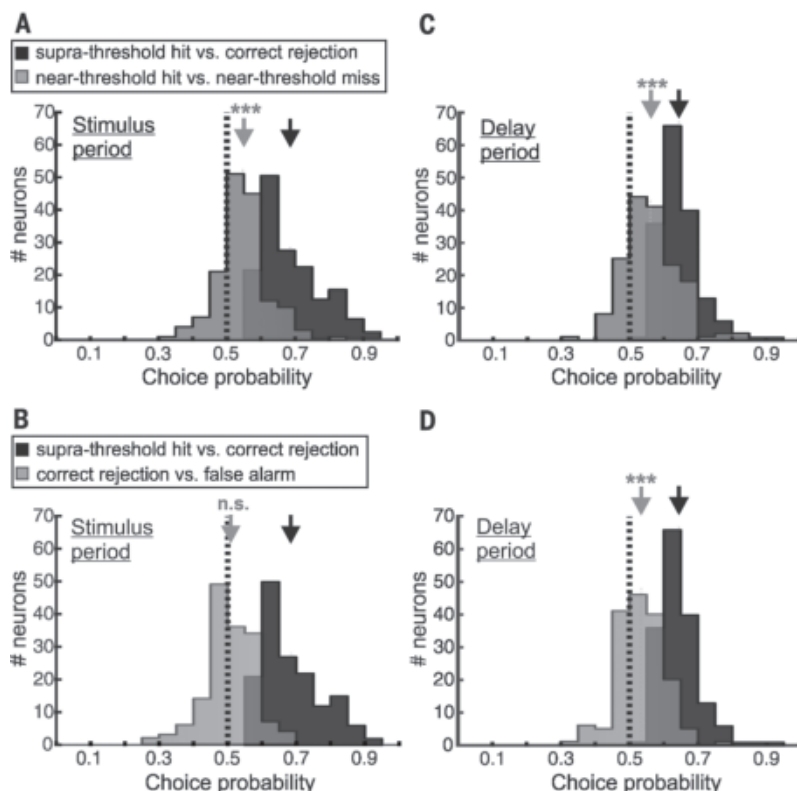 A
supra-threshold hit vs. correct rejection
near-threshold hit vs. near-threshold miss
***
Stimulus
period
70
60
50
40
30
20
10
0
# neurons
0.1 0.3 0.5 0.7 0.9
Choice probability
C
***
Delay
period
70
60
50
40
30
20
10
0
# neurons
0.1 0.3 0.5 0.7 0.9
Choice probability
B
supra-threshold hit vs. correct rejection
correct rejection vs. false alarm
n.s.
Stimulus
period
70
60
50
40
30
20
10
0
# neurons
0.1 0.3 0.5 0.7 0.9
Choice probability
D
***
Delay
period
70
60
50
40
30
20
10
0
# neurons
0.1 0.3 0.5 0.7 0.9
Choice probability